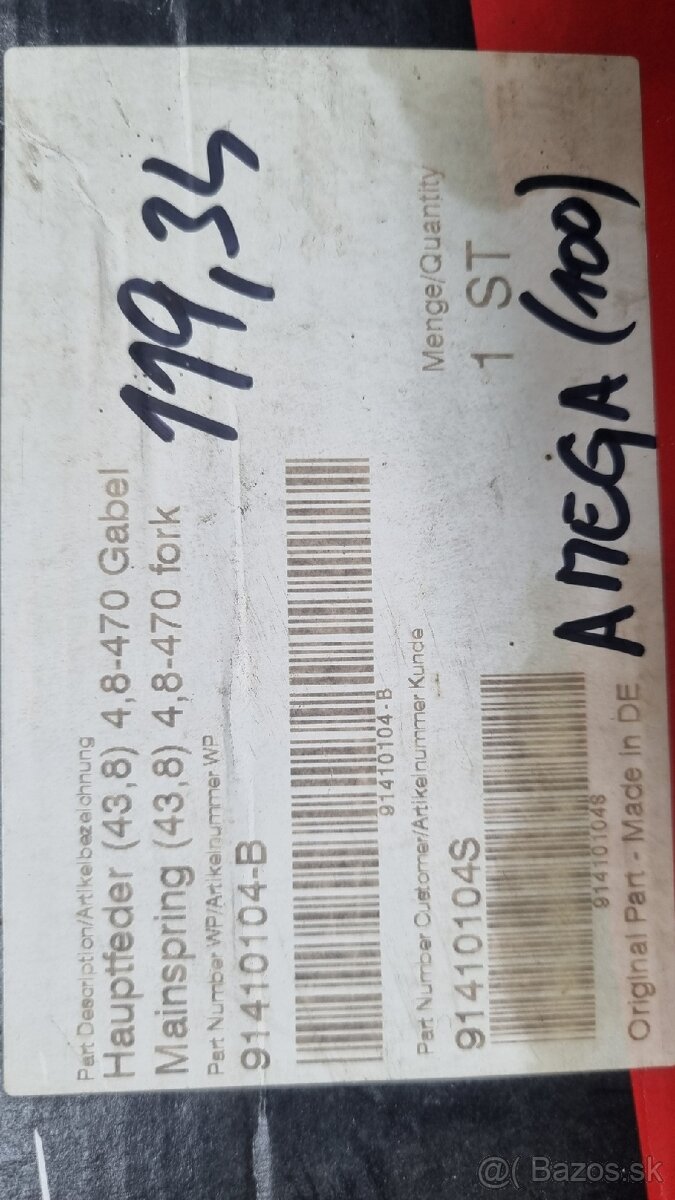 Part Description/Artikelbezeichnung
Hauptfeder (43,8) 4,8-470 Gabel
Mainspring (43,8) 4,8-470 fork
119,34
Part Number WP/Artikelnummer WP
91410104-B
91410104-B
Menge/Quantity
1 ST
Part Number Customer/Artikelnummer Kunde
91410104S
91410104S
Original Part - Made in DE
AMEGA (100)
@( Bazos.sk